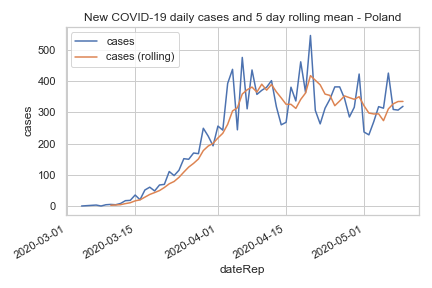 New COVID-19 daily cases and 5 day rolling mean - Poland
cases
cases (rolling)
500
400
300
200
100
0
cases
2020-03-01
2020-03-15
2020-04-01
2020-04-15
2020-05-01
dateRep